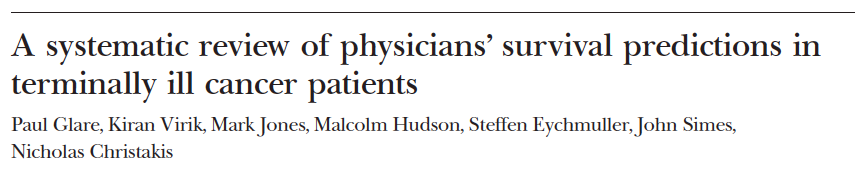 A systematic review of physicians' survival predictions in
terminally ill cancer patients
Paul Glare, Kiran Virik, Mark Jones, Malcolm Hudson, Steffen Eychmuller, John Simes,
Nicholas Christakis